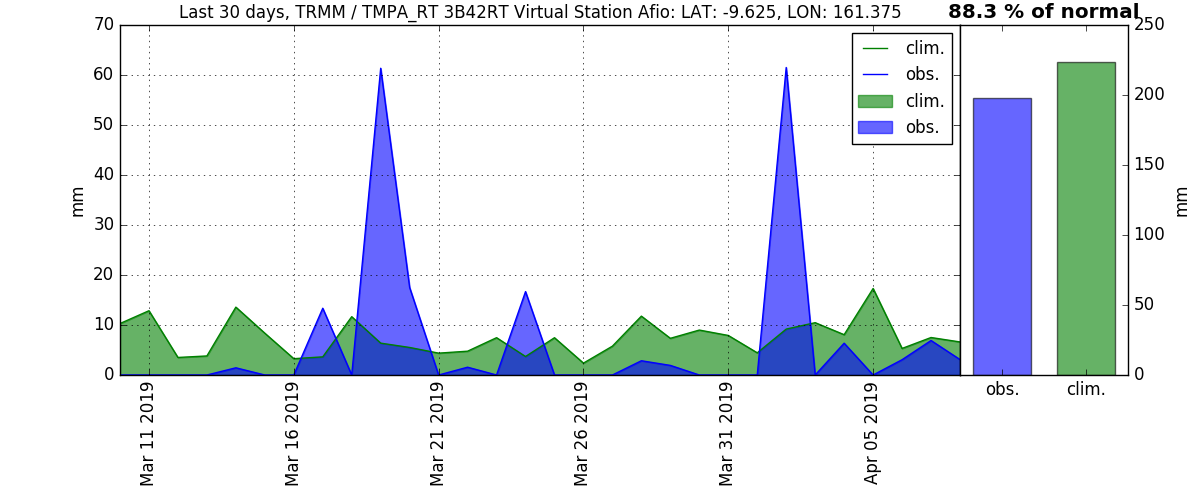 Last 30 days, TRMM / TMPA_RT 3B42RT Virtual Station Afio: LAT: -9.625, LON: 161.375
88.3 % of normal
70
60
50
40
30
20
10
0
mm
clim.
obs.
clim.
obs.
Mar 11 2019
Mar 16 2019
Mar 21 2019
Mar 26 2019
Mar 31 2019
Apr 05 2019
250
200
150
100
50
0
mm
obs.
clim.